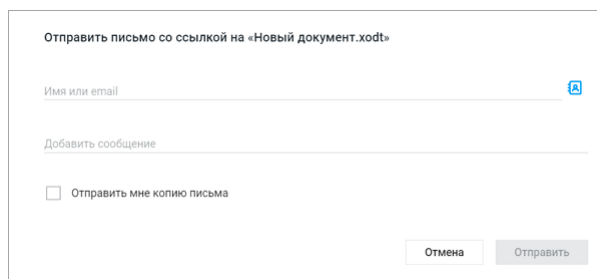 Отправить письмо со ссылкой на «Новый документ.xodt»
Имя или email
Добавить сообщение
Отправить мне копию письма
Отмена
Отправить